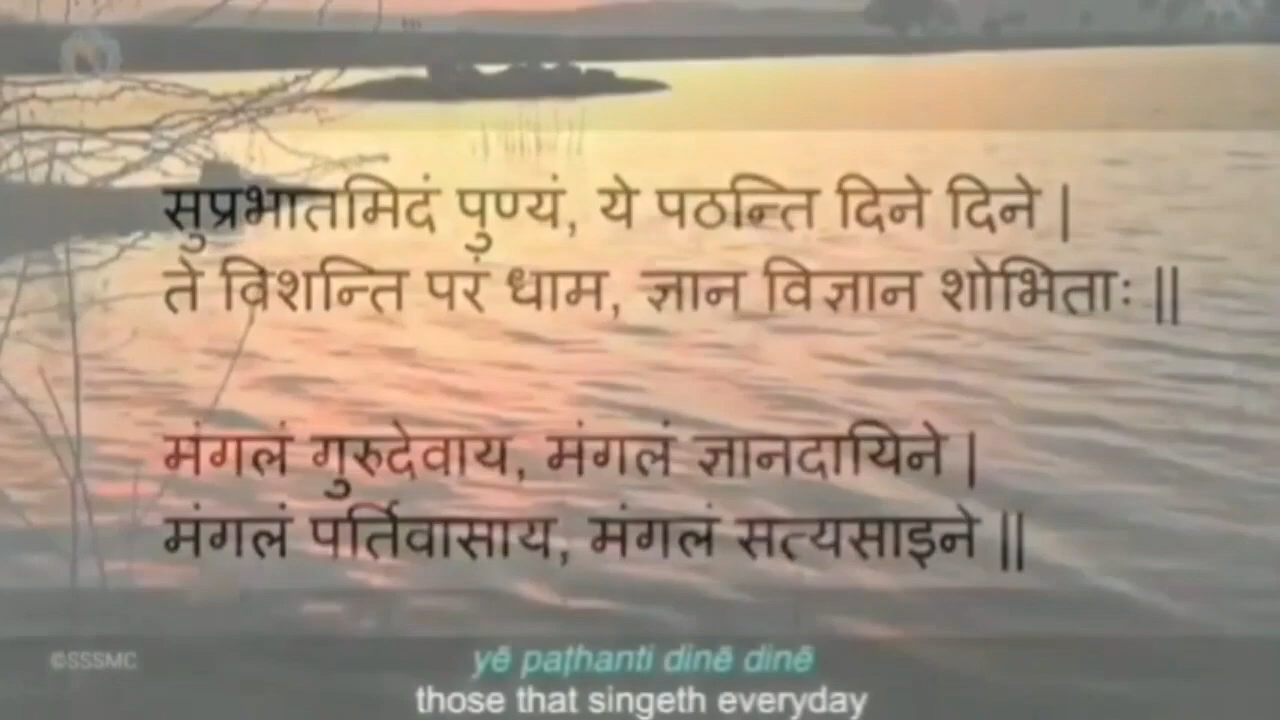 सुप्रभातमिदं पुण्यं, ये पठन्ति दिने दिने |
ते विशन्ति परं धाम, ज्ञान विज्ञान शोभिताः ||
मंगलं गुरुदेवाय, मंगलं ज्ञानदायिने |
मंगलं पर्तिवासाय, मंगलं सत्यसाइने ||
©SSSMC
yē paṭhanti dinē dinē
those that singeth everyday